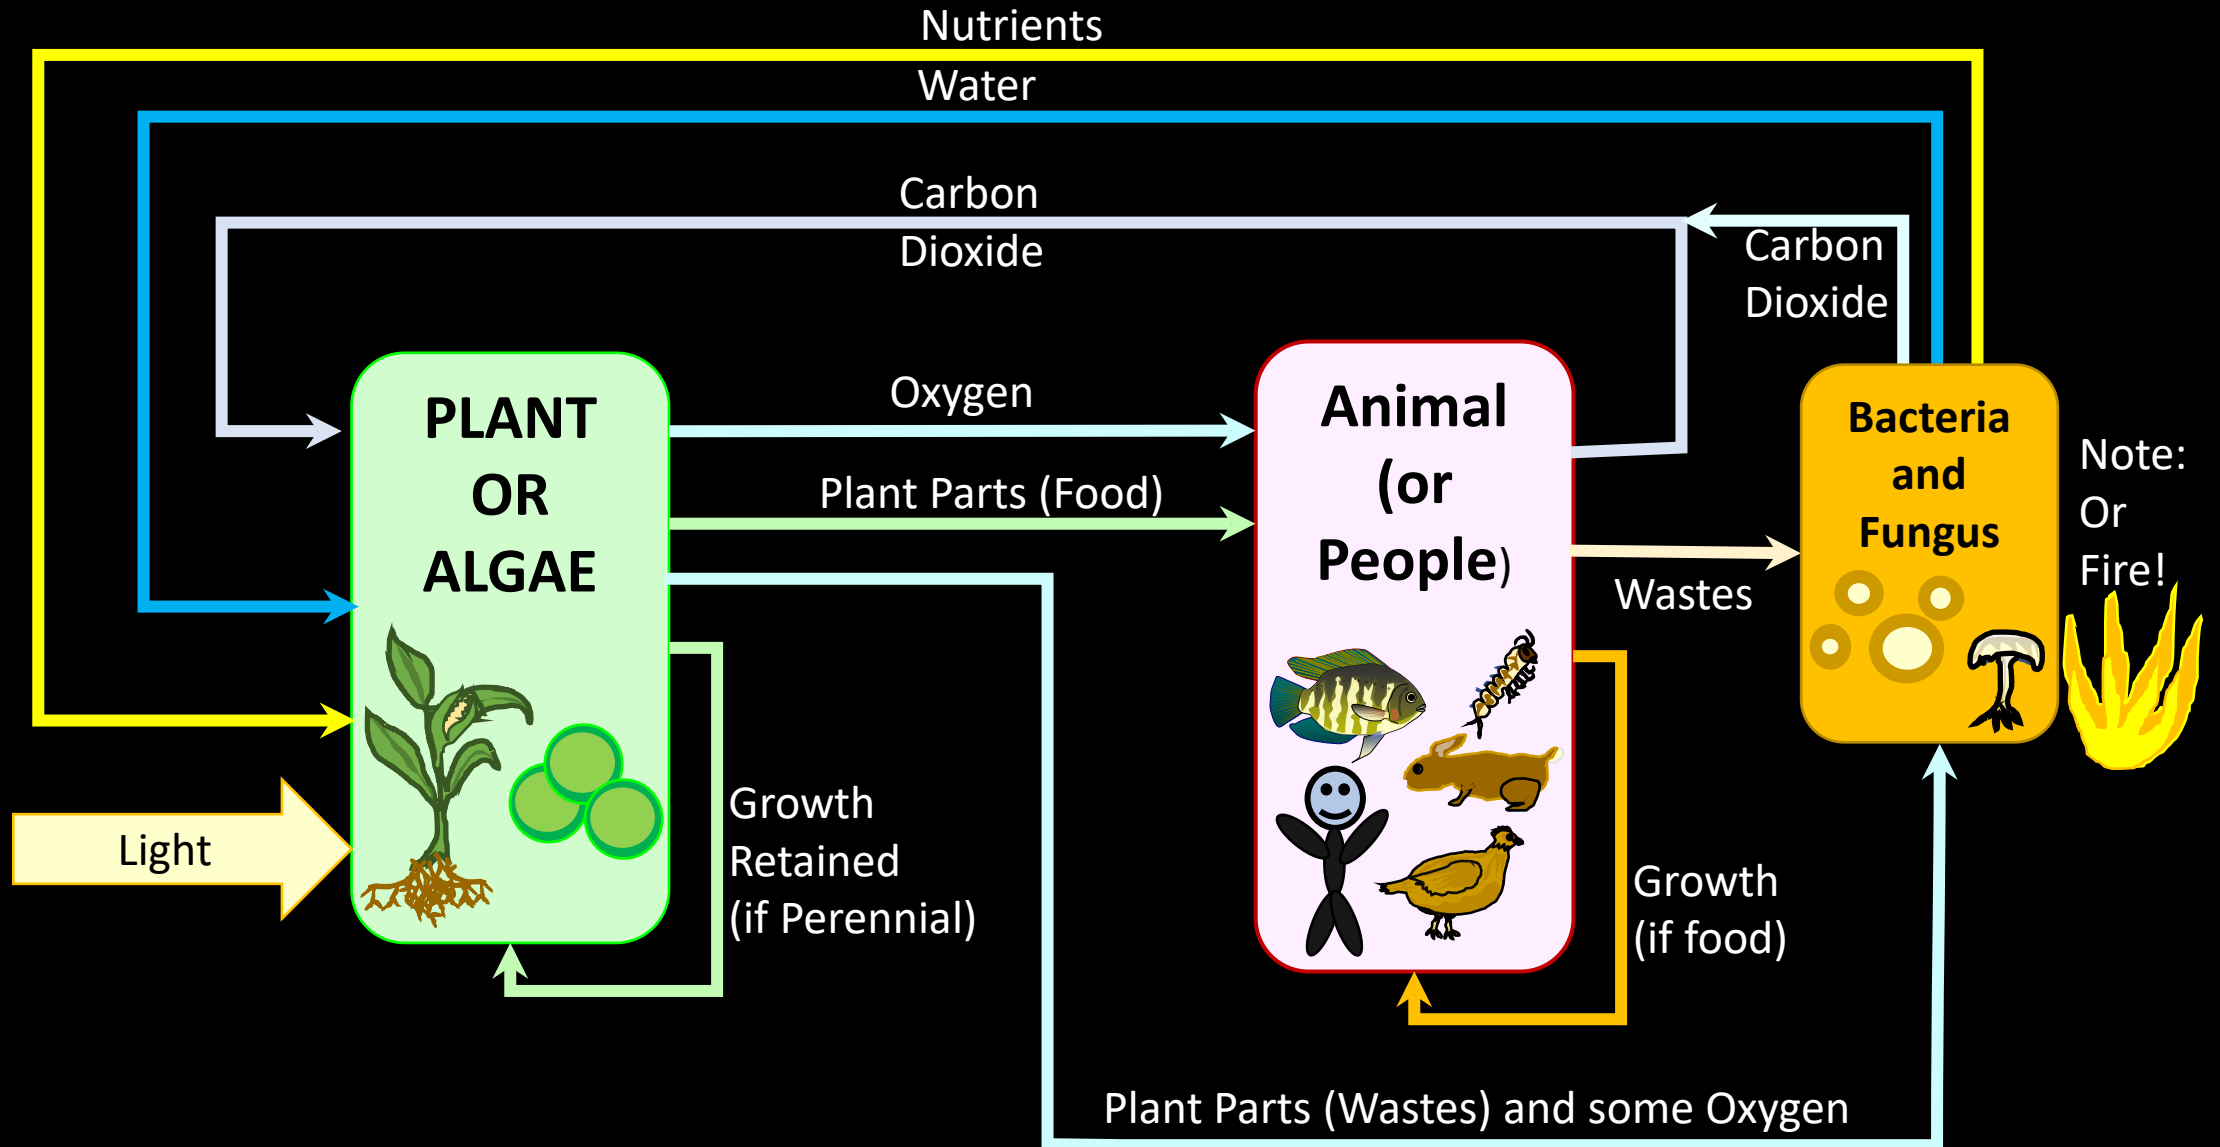 Nutrients
Water
Carbon
Dioxide
Carbon
Dioxide
PLANT
OR
ALGAE
Oxygen
Plant Parts (Food)
Animal
(or
People)
Wastes
Bacteria
and
Fungus
Note:
Or
Fire!
Light
Growth
Retained
(if Perennial)
Growth
(if food)
Plant Parts (Wastes) and some Oxygen